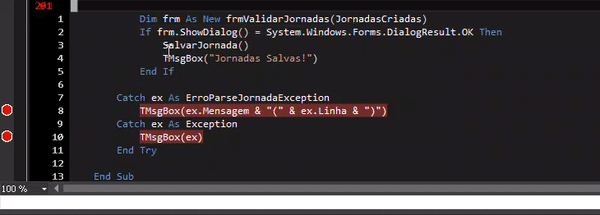 201
1 Dim frm As New frmValidarJornadas(JornadasCriadas)
2 If frm.ShowDialog() = System.Windows.Forms.DialogResult.OK Then
3 SalvarJornada()
4 TMsgBox("Jornadas Salvas!")
5 End If
6
7 Catch ex As ErroParseJornadaException
8 TMsgBox(ex.Mensagem & "(" & ex.Linha & ")")
9 Catch ex As Exception
10 TMsgBox(ex)
11 End Try
12
13 End Sub
100 %